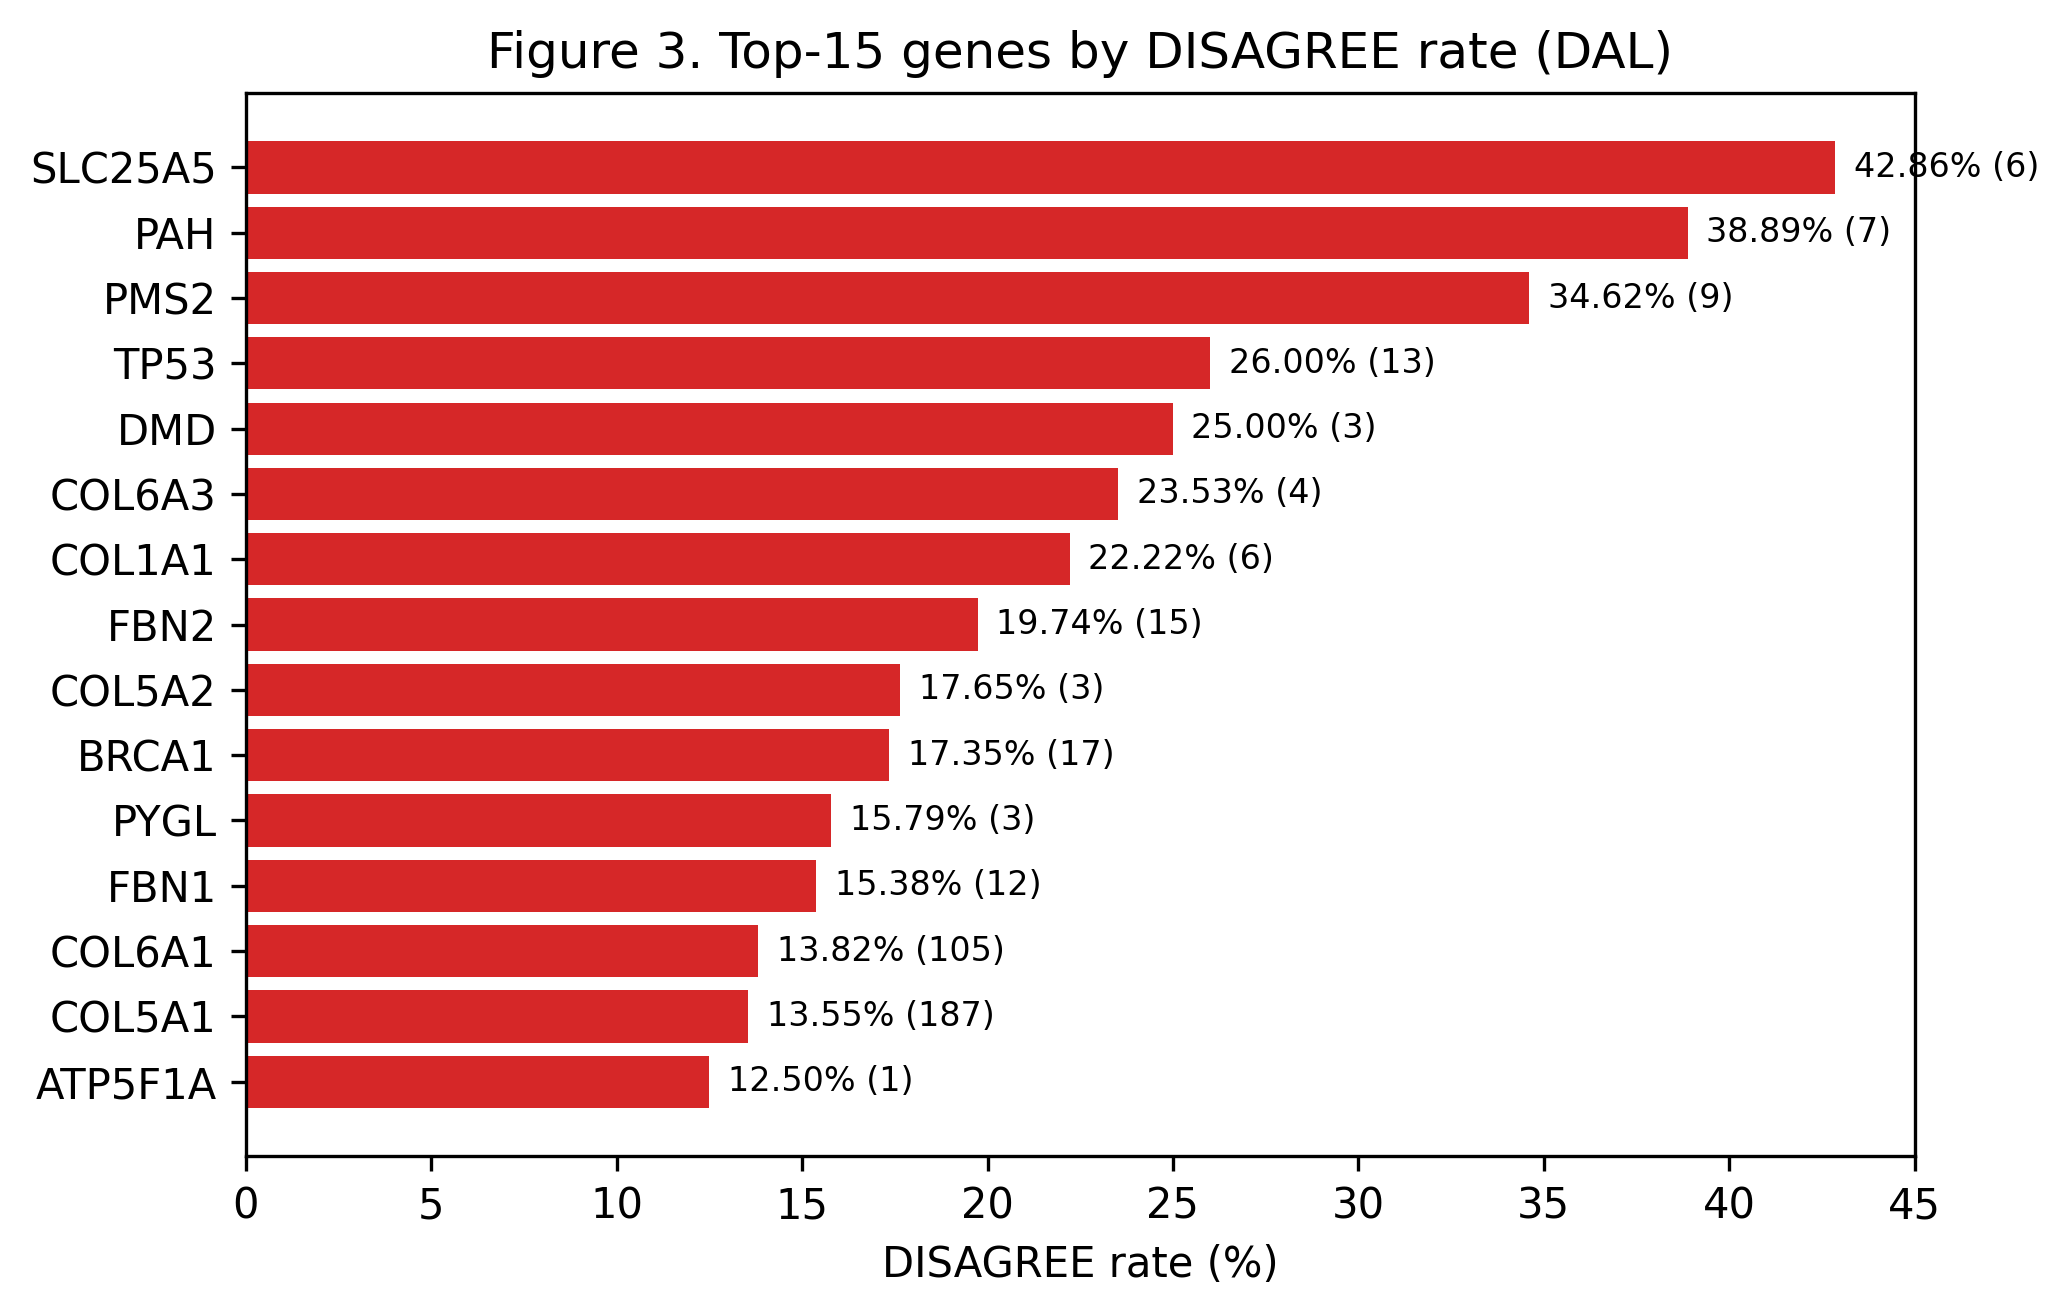 Figure 3. Top-15 genes by DISAGREE rate (DAL)
SLC25A5 42.86% (6)
PAH 38.89% (7)
PMS2 34.62% (9)
TP53 26.00% (13)
DMD 25.00% (3)
COL6A3 23.53% (4)
COL1A1 22.22% (6)
FBN2 19.74% (15)
COL5A2 17.65% (3)
BRCA1 17.35% (17)
PYGL 15.79% (3)
FBN1 15.38% (12)
COL6A1 13.82% (105)
COL5A1 13.55% (187)
ATP5F1A 12.50% (1)
0 5 10 15 20 25 30 35 40 45
DISAGREE rate (%)